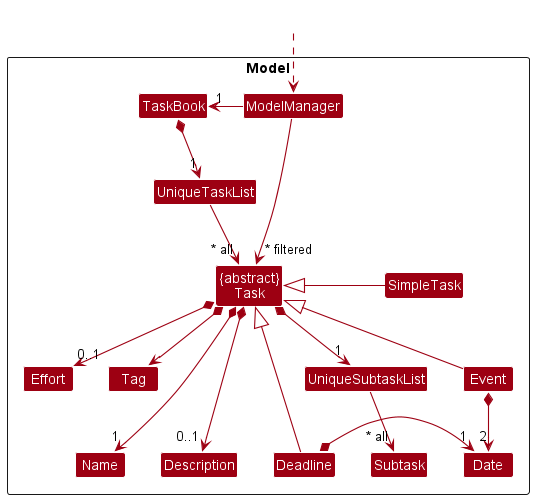 Model
TaskBook
1
ModelManager
1
UniqueTaskList
* all
* filtered
{abstract}
Task
SimpleTask
0..1
1
Effort
Tag
UniqueSubtaskList
Event
1
0..1
* all
1
2
Name
Description
Deadline
Subtask
Date